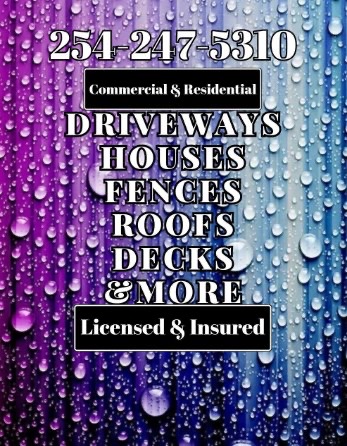 254-247-5310
Commercial & Residential
DRIVEWAYS
HOUSES
FENCES
ROOFS
DECKS
& MORE
Licensed & Insured